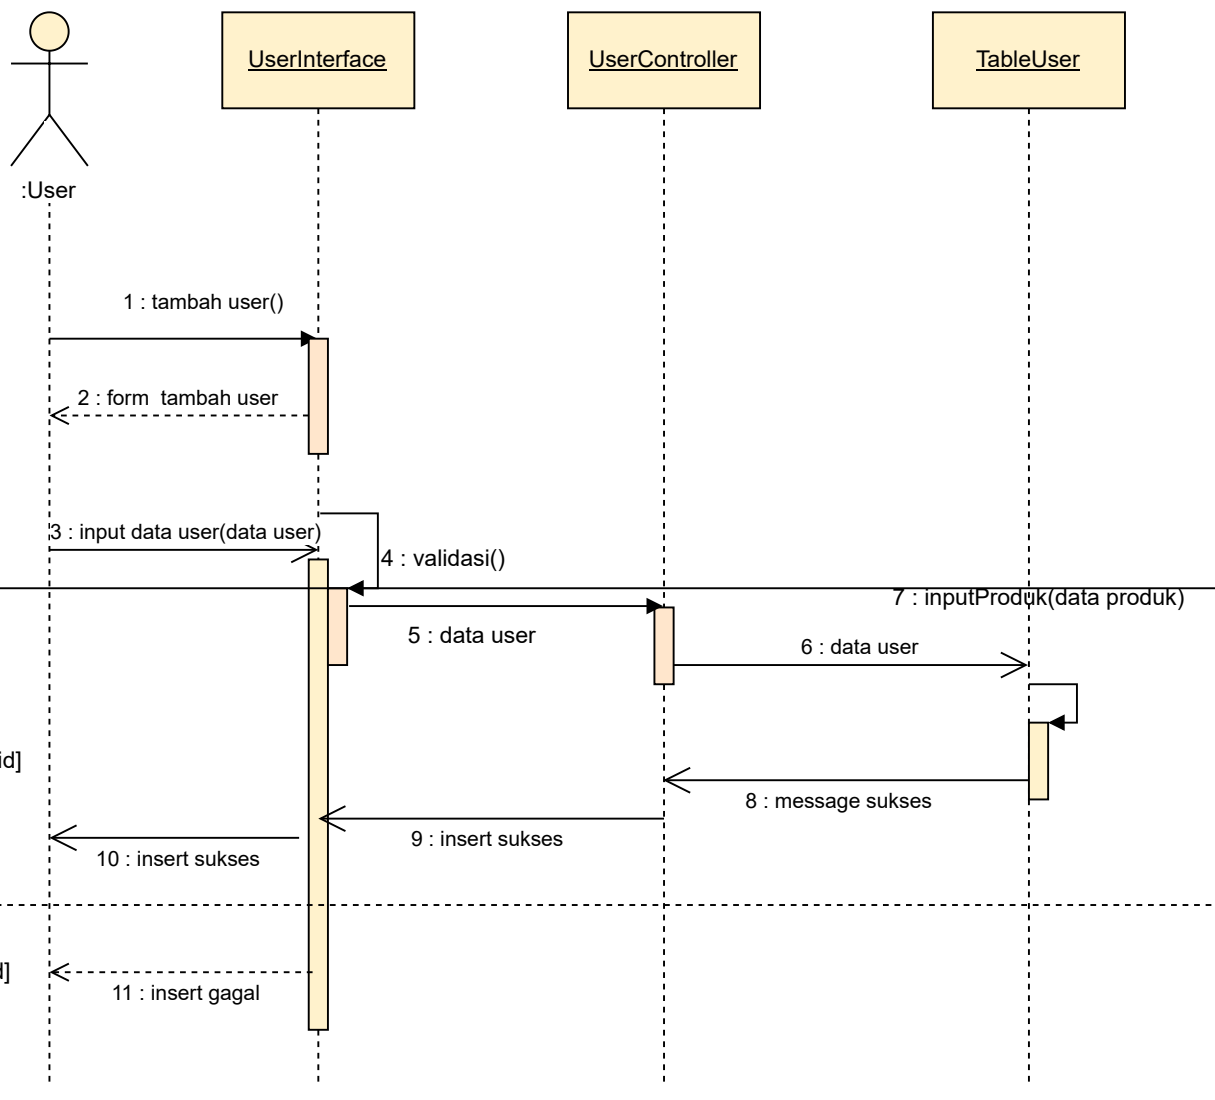 UserInterface
UserController
TableUser
:User
1 : tambah user()
2 : form  tambah user
3 : input data user(data user)
4 : validasi()
7 : inputProduk(data produk)
5 : data user
6 : data user
id]
8 : message sukses
9 : insert sukses
10 : insert sukses
d]
11 : insert gagal